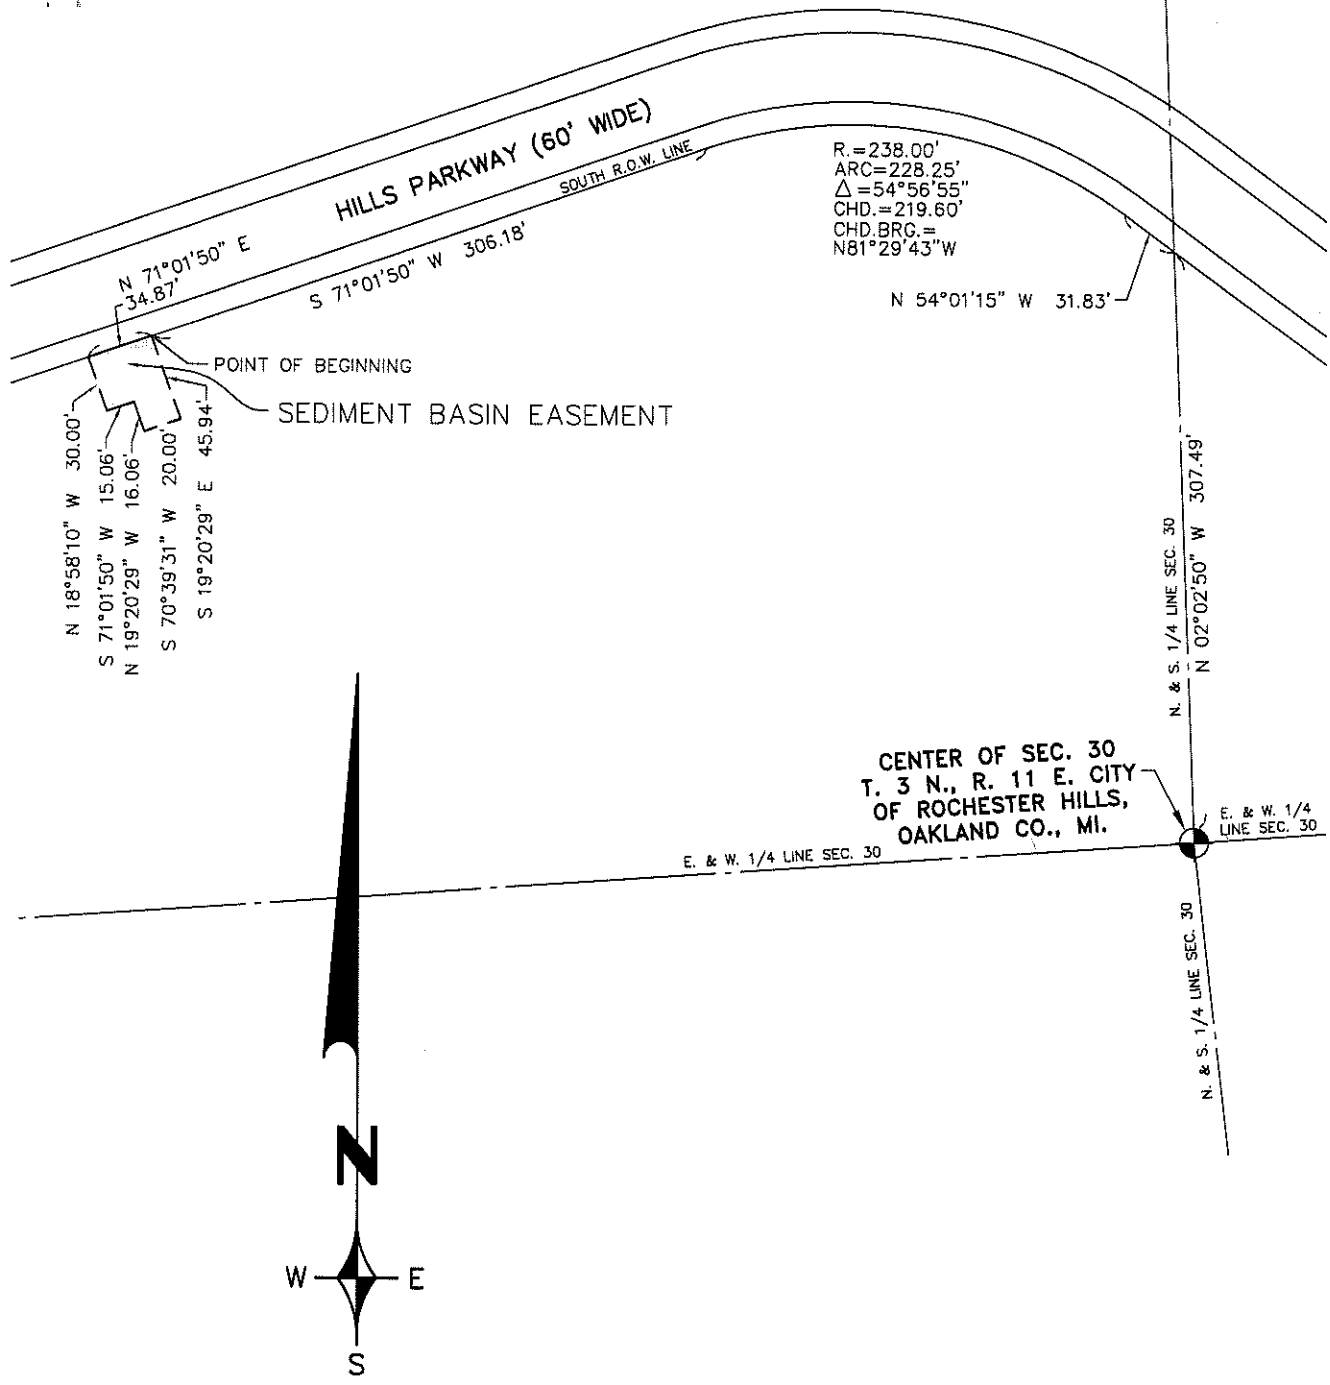 HILLS PARKWAY (60' WIDE)
SOUTH R.O.W. LINE
R.=238.00'
ARC=228.25'
Δ=54°56'55"
CHD.=219.60'
CHD.BRG.=
N81°29'43"W
N 71°01'50" E
34.87'
S 71°01'50" W 306.18'
N 54°01'15" W 31.83'
POINT OF BEGINNING
SEDIMENT BASIN EASEMENT
N 18°58'10" W 30.00'
S 71°01'50" W 15.06'
N 19°20'29" W 16.06'
S 70°39'31" W 20.00'
S 19°20'29" E 45.94'
N. & S. 1/4 LINE SEC. 30
N 02°02'50" W 307.49'
CENTER OF SEC. 30
T. 3 N., R. 11 E. CITY
OF ROCHESTER HILLS,
OAKLAND CO., MI.
E. & W. 1/4
LINE SEC. 30
E. & W. 1/4 LINE SEC. 30
N. & S. 1/4 LINE SEC. 30
N
W E
S